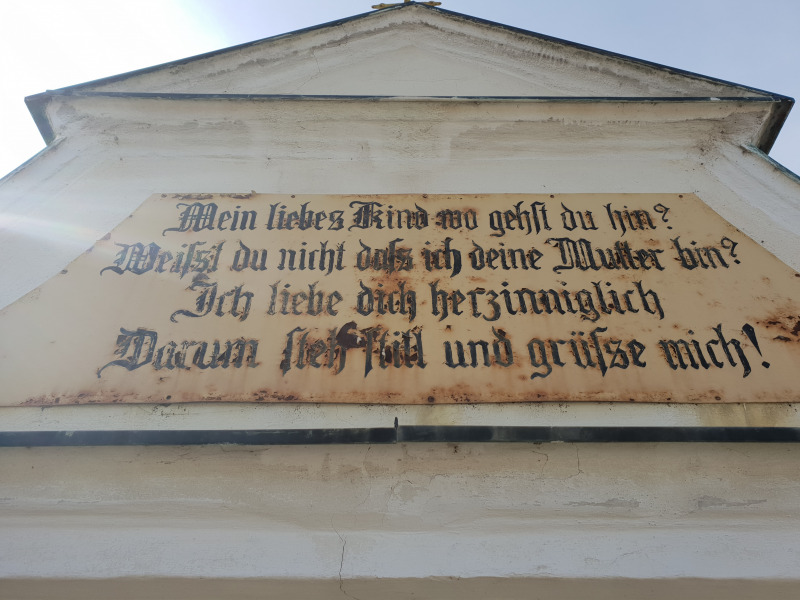 Mein liebes Kind wo gehst du hin?
Weisst du nicht dass ich deine Mutter bin?
Ich liebe dich herzinniglich
Darum steh still und grüsse mich!